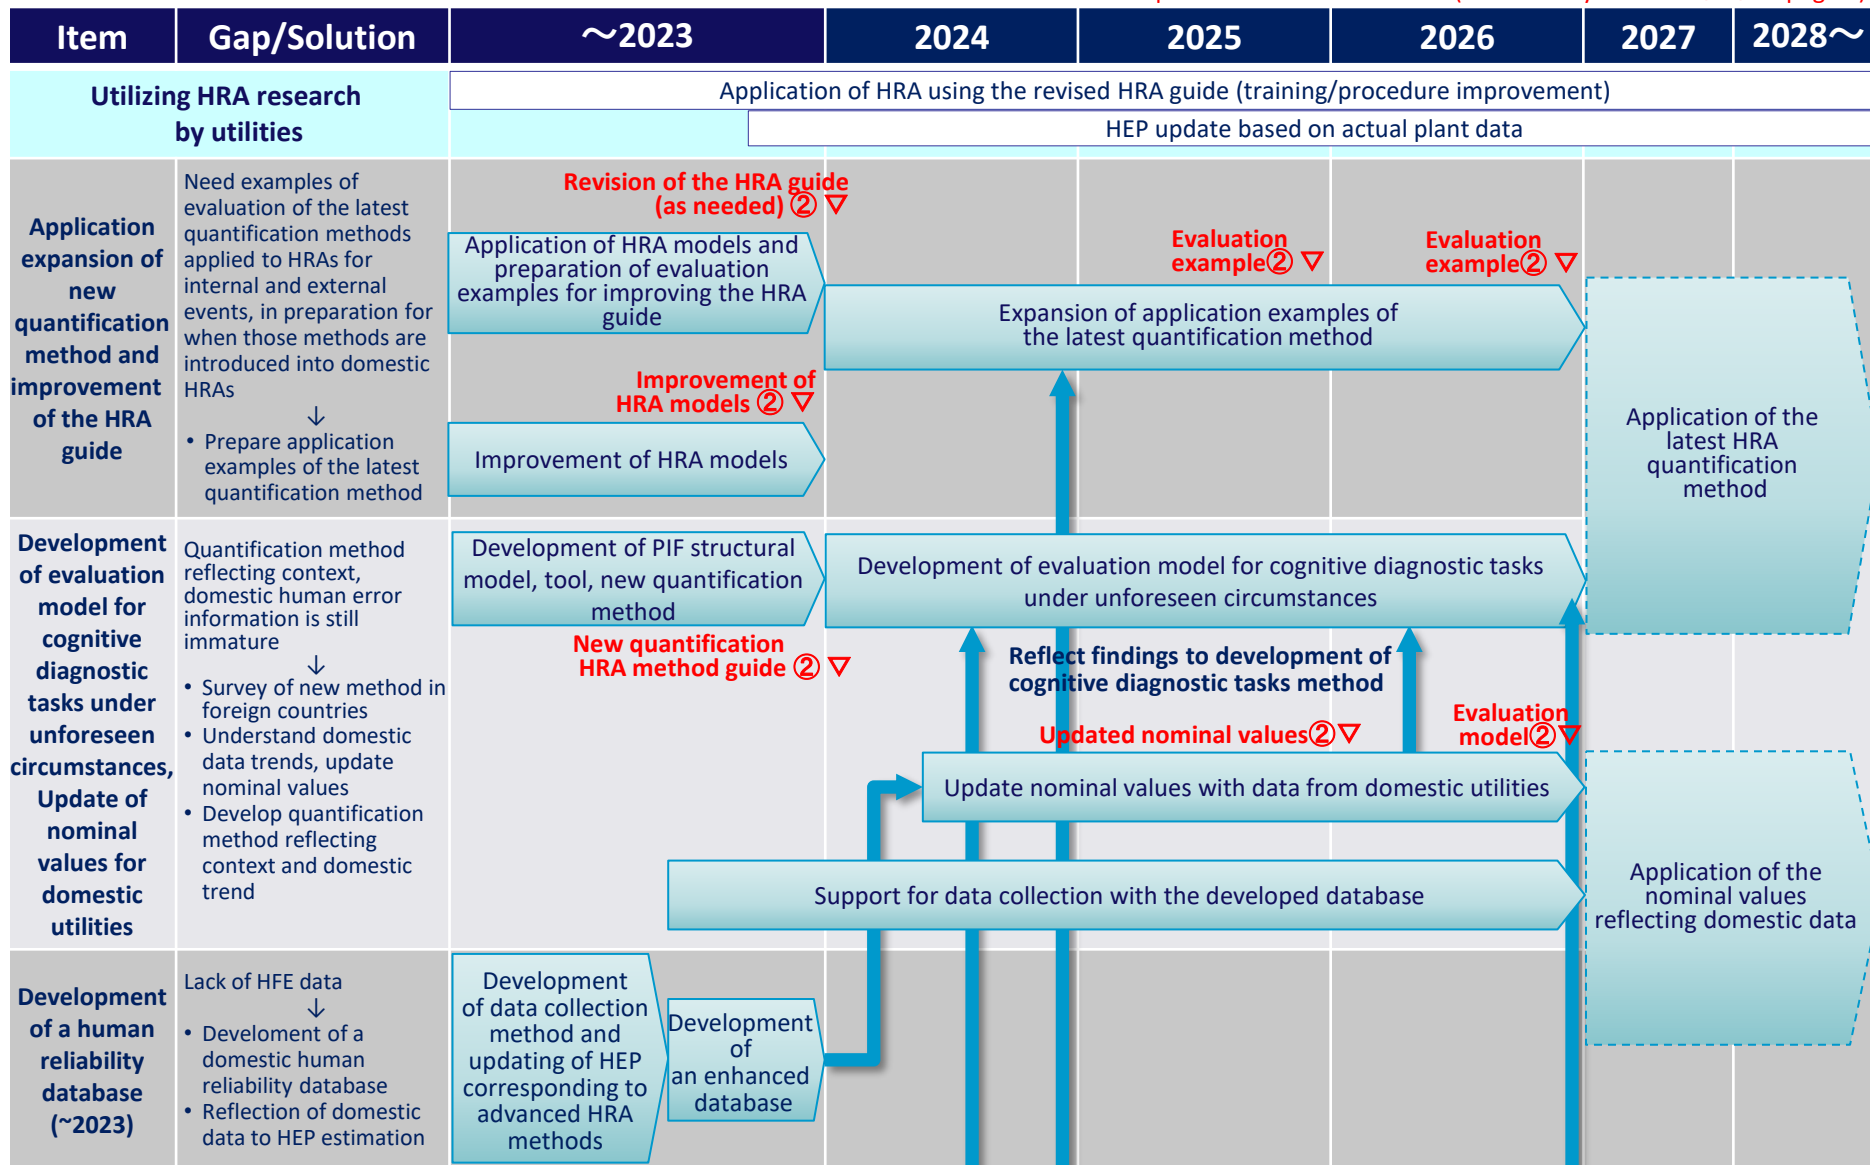 Item
Gap/Solution
～2023
2024
2025
2026
2027
2028～
Utilizing HRA research
by utilities
Application of HRA using the revised HRA guide (training/procedure improvement)
HEP update based on actual plant data
Application
expansion of
new
quantification
method and
improvement
of the HRA
guide
Need examples of
evaluation of the latest
quantification methods
applied to HRAs for
internal and external
events, in preparation for
when those methods are
introduced into domestic
HRAs
↓
• Prepare application
examples of the latest
quantification method
Revision of the HRA guide
(as needed) ② ▽
Application of HRA models and
preparation of evaluation
examples for improving the HRA
guide
Improvement of
HRA models ② ▽
Improvement of HRA models
Evaluation
example② ▽
Evaluation
example② ▽
Expansion of application examples of
the latest quantification method
Application of the
latest HRA
quantification
method
Development
of evaluation
model for
cognitive
diagnostic
tasks under
unforeseen
circumstances,
Update of
nominal
values for
domestic
utilities
Quantification method
reflecting context,
domestic human error
information is still
immature
↓
• Survey of new method in
foreign countries
• Understand domestic
data trends, update
nominal values
• Develop quantification
method reflecting
context and domestic
trend
Development of PIF structural
model, tool, new quantification
method
New quantification
HRA method guide ② ▽
Development of evaluation model for cognitive diagnostic tasks
under unforeseen circumstances
Reflect findings to development of
cognitive diagnostic tasks method
Updated nominal values② ▽
Evaluation
model② ▽
Update nominal values with data from domestic utilities
Support for data collection with the developed database
Application of the
nominal values
reflecting domestic data
Development
of a human
reliability
database
(~2023)
Lack of HFE data
↓
• Develoment of a
domestic human
reliability database
• Reflection of domestic
data to HEP estimation
Development
of data collection
method and
updating of HEP
corresponding to
advanced HRA
methods
Development
of
an enhanced
database